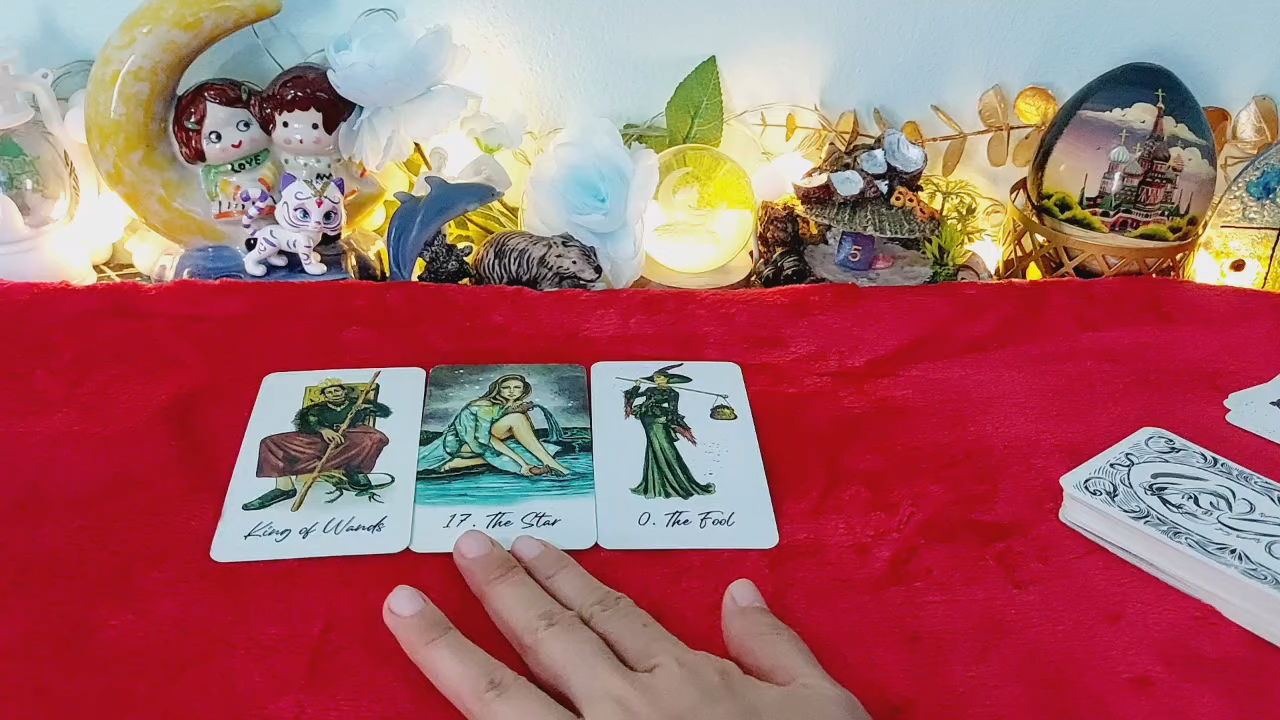 LOVE
5
King of Wands
17. The Star
0. The Fool